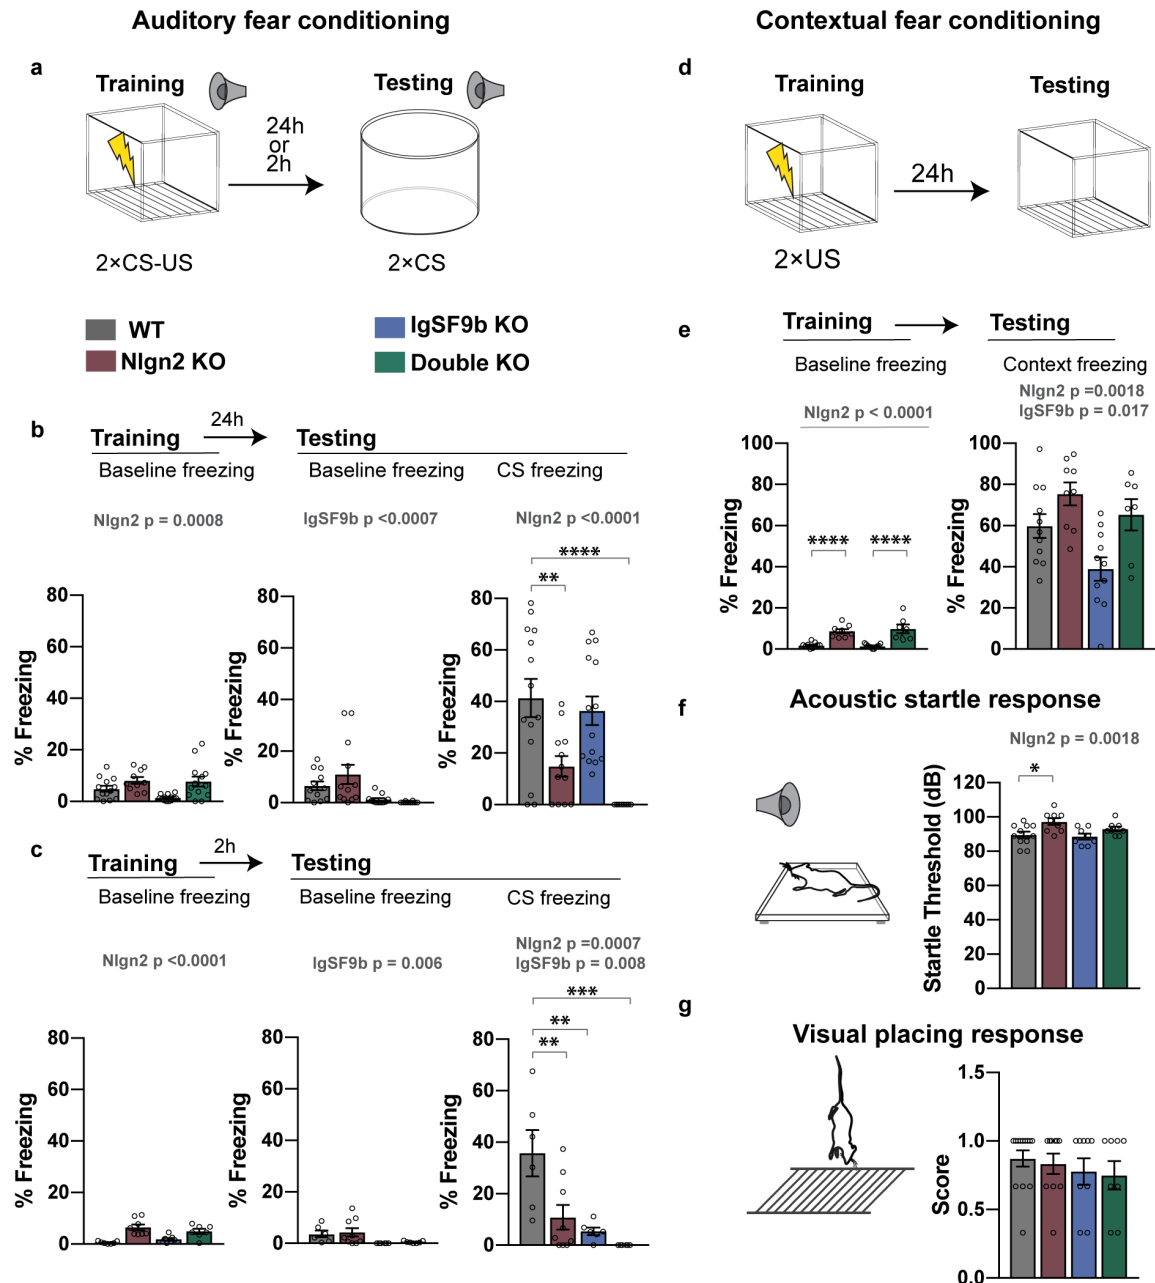 Auditory fear conditioning
Contextual fear conditioning
a
Training
Testing
24h
or
2h
2×CS-US
2×CS
d
Training
Testing
24h
2×US
WT
Nlgn2 KO
IgSF9b KO
Double KO
b
Training
24h
Testing
Baseline freezing
Baseline freezing
CS freezing
Nlgn2 p = 0.0008
IgSF9b p <0.0007
Nlgn2 p <0.0001
% Freezing
80
60
40
20
0
% Freezing
80
60
40
20
0
% Freezing
80
60
40
20
0
**
****
c
Training
2h
Testing
Baseline freezing
Baseline freezing
CS freezing
Nlgn2 p <0.0001
IgSF9b p = 0.006
Nlgn2 p =0.0007
IgSF9b p = 0.008
% Freezing
80
60
40
20
0
% Freezing
80
60
40
20
0
% Freezing
80
60
40
20
0
***
**
**
e
Training
Testing
Baseline freezing
Context freezing
Nlgn2 p < 0.0001
Nlgn2 p =0.0018
IgSF9b p = 0.017
% Freezing
100
80
60
40
20
0
****
****
% Freezing
100
80
60
40
20
0
f
Acoustic startle response
Nlgn2 p = 0.0018
Startle Threshold (dB)
120
100
80
60
40
20
0
*
g
Visual placing response
Score
1.5
1.0
0.5
0.0